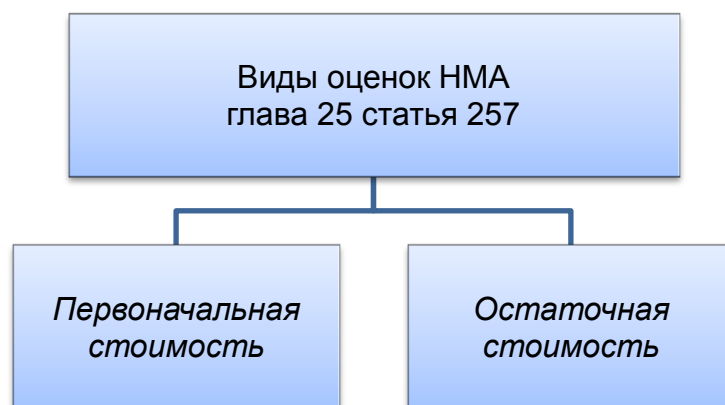 Виды оценок НМА
глава 25 статья 257
Первоначальная
стоимость
Остаточная
стоимость